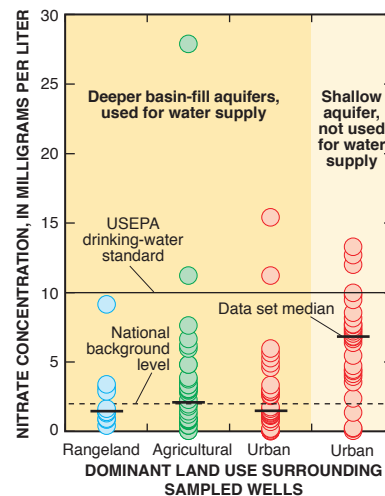 NITRATE CONCENTRATION, IN MILLIGRAMS PER LITER
30
25
20
15
10
5
0
Deeper basin-fill aquifers,
used for water supply
Shallow
aquifer,
not used
for water
supply
USEPA
drinking-water
standard
Data set median
National
background
level
Rangeland Agricultural Urban Urban
DOMINANT LAND USE SURROUNDING
SAMPLED WELLS